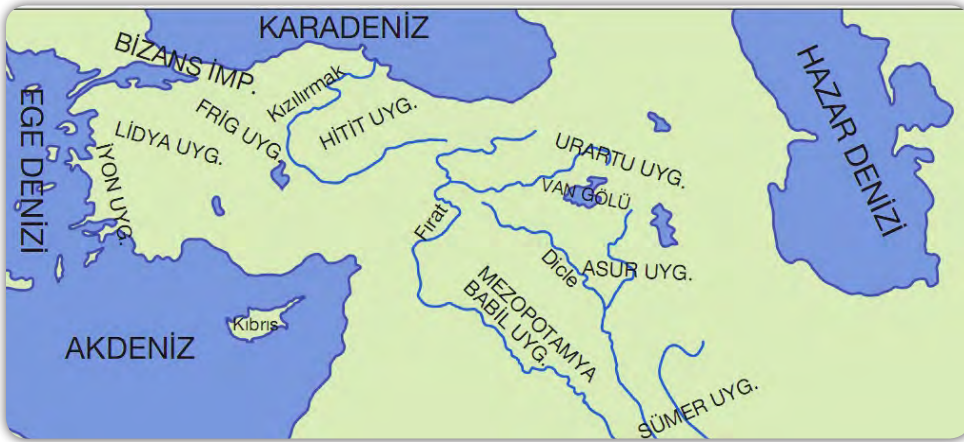 KARADENİZ
BİZANS İMP.
HAZAR DENİZİ
EGE DENİZİ
Kızılırmak
FRİG UYG.
HİTİT UYG.
LİDYA UYG.
URARTU UYG.
İYON UYG.
VAN GÖLÜ
Fırat
Dicle
ASUR UYG.
MEZOPOTAMYA
BABİL UYG.
Kıbrıs
AKDENİZ
SÜMER UYG.